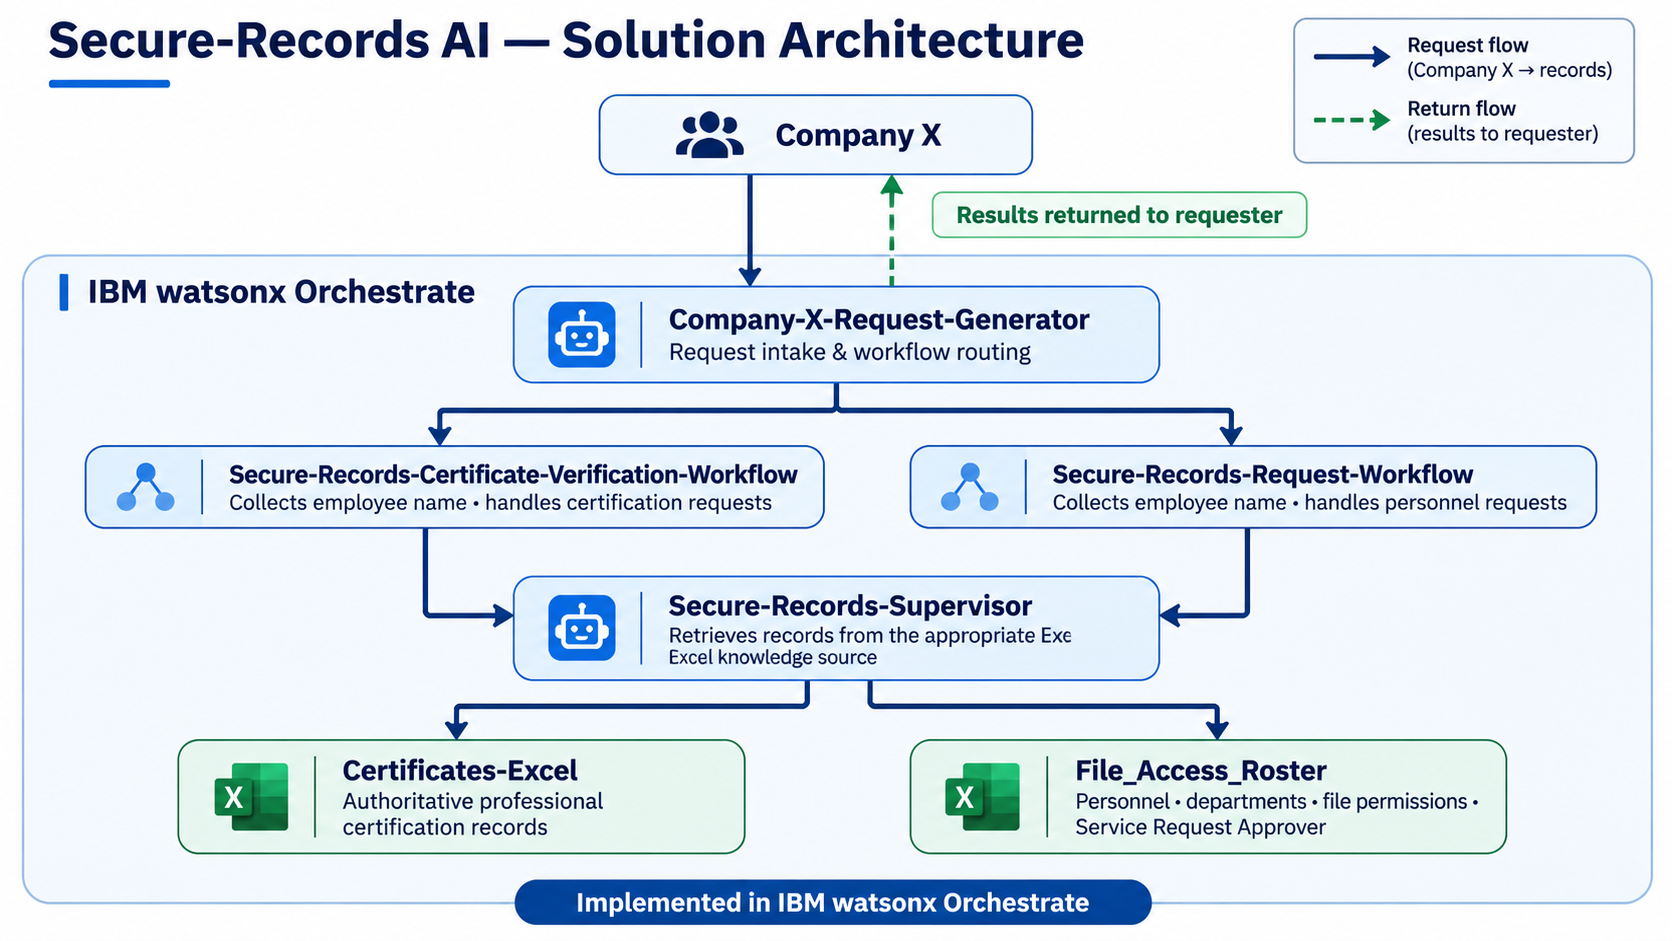 Secure-Records AI — Solution Architecture
Request flow
(Company X → records)
Return flow
(results to requester)
Company X
Results returned to requester
IBM watsonx Orchestrate
Company-X-Request-Generator
Request intake & workflow routing
Secure-Records-Certificate-Verification-Workflow
Collects employee name • handles certification requests
Secure-Records-Request-Workflow
Collects employee name • handles personnel requests
Secure-Records-Supervisor
Retrieves records from the appropriate Exe
Excel knowledge source
X
Certificates-Excel
Authoritative professional
certification records
X
File_Access_Roster
Personnel • departments • file permissions •
Service Request Approver
Implemented in IBM watsonx Orchestrate